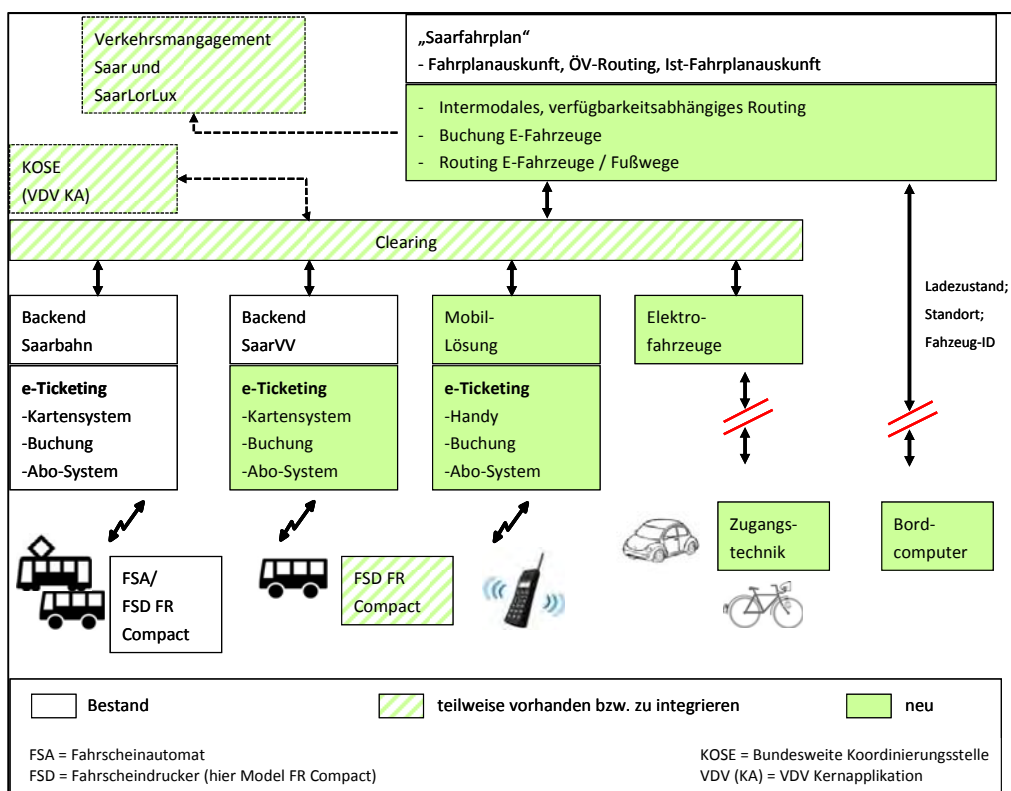 Verkehrsmangagement
Saar und
SaarLorLux
„Saarfahrplan"
- Fahrplanauskunft, ÖV-Routing, Ist-Fahrplanauskunft
- Intermodales, verfügbarkeitsabhängiges Routing
- Buchung E-Fahrzeuge
- Routing E-Fahrzeuge / Fußwege
KOSE
(VDV KA)
Clearing
Ladezustand;
Standort;
Fahzeug-ID
Backend
Saarbahn
e-Ticketing
-Kartensystem
-Buchung
-Abo-System
Backend
SaarVV
e-Ticketing
-Kartensystem
-Buchung
-Abo-System
Mobil-
Lösung
e-Ticketing
-Handy
-Buchung
-Abo-System
Elektro-
fahrzeuge
FSA/
FSD FR
Compact
FSD FR
Compact
Zugangs-
technik
Bord-
computer
Bestand
teilweise vorhanden bzw. zu integrieren
neu
FSA = Fahrscheinautomat
FSD = Fahrscheindrucker (hier Model FR Compact)
KOSE = Bundesweite Koordinierungsstelle
VDV (KA) = VDV Kernapplikation